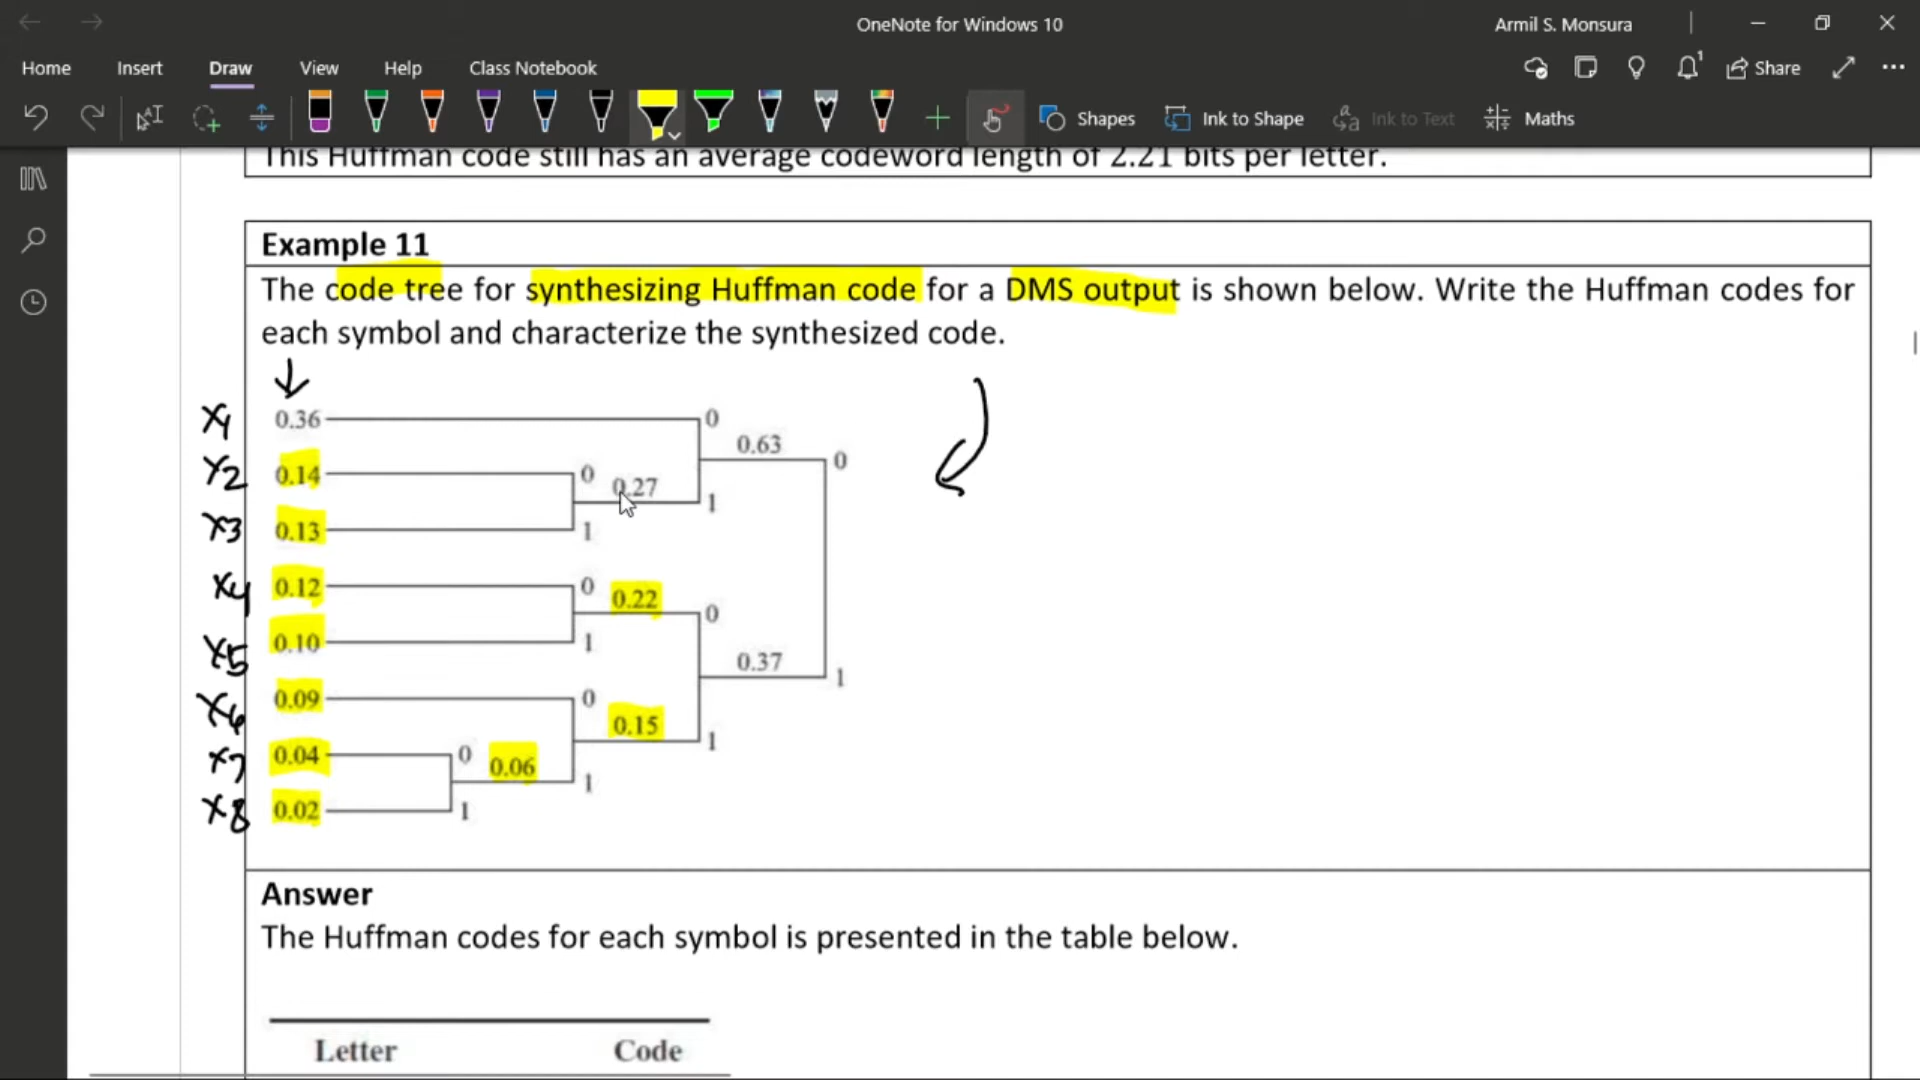 OneNote for Windows 10
Armil S. Monsura
Home Insert Draw View Help Class Notebook
1 Share
Shapes Ink to Shape Ink to Text Maths
This Huffman code still has an average codeword length of 2.21 bits per letter.
Example 11
The code tree for synthesizing Huffman code for a DMS output is shown below. Write the Huffman codes for
each symbol and characterize the synthesized code.
X1 0.36 0
0.63 0
X2 0.14 0 0.27 1
X3 0.13 1
X4 0.12 0 0.22 0
X5 0.10 1
0.37 1
X6 0.09 0 0.15 1
X7 0.04 0 0.06 1
X8 0.02 1
Answer
The Huffman codes for each symbol is presented in the table below.
Letter Code